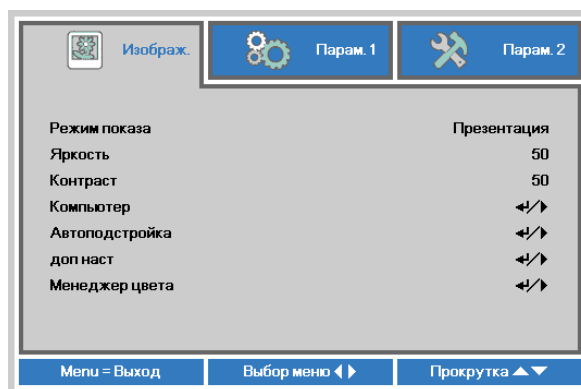 Изображ. Парам. 1 Парам. 2
Режим показа Презентация
Яркость 50
Контраст 50
Компьютер ↵/▶
Автоподстройка ↵/▶
доп наст ↵/▶
Менеджер цвета ↵/▶
Menu = Выход Выбор меню ◀▶ Прокрутка ▲▼